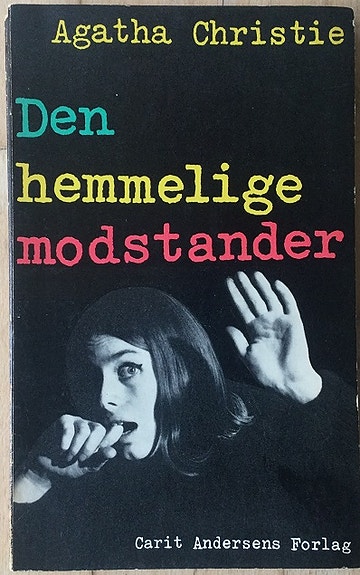 Agatha Christie
Den
hemmelige
modstander
Carit Andersens Forlag